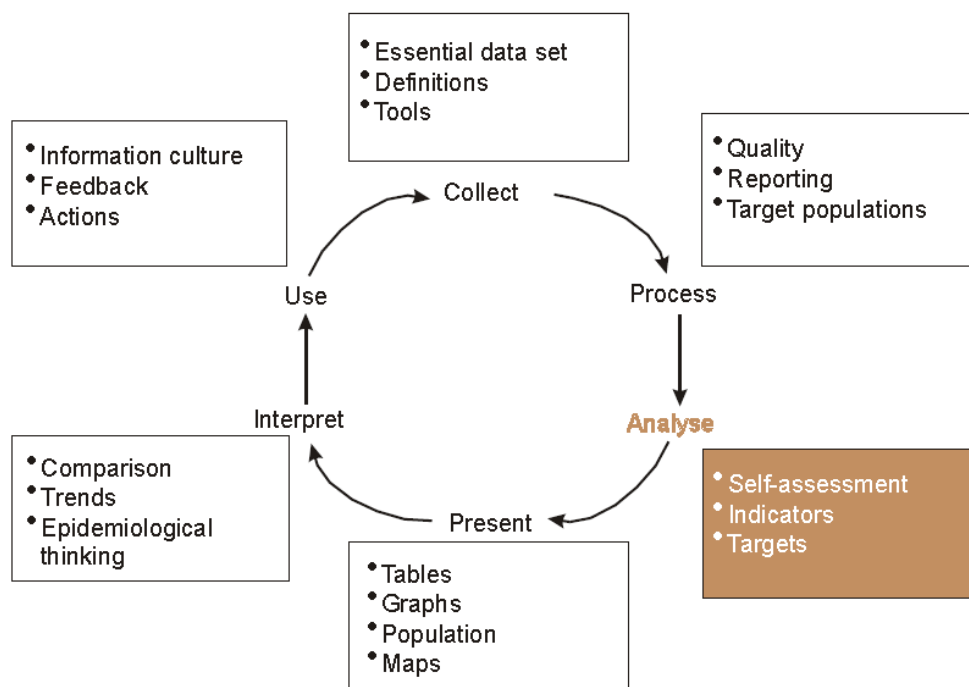 • Essential data set
• Definitions
• Tools
Collect
• Quality
• Reporting
• Target populations
Process
Analyse
• Self-assessment
• Indicators
• Targets
Present
• Tables
• Graphs
• Population
• Maps
Interpret
• Comparison
• Trends
• Epidemiological
thinking
Use
• Information culture
• Feedback
• Actions